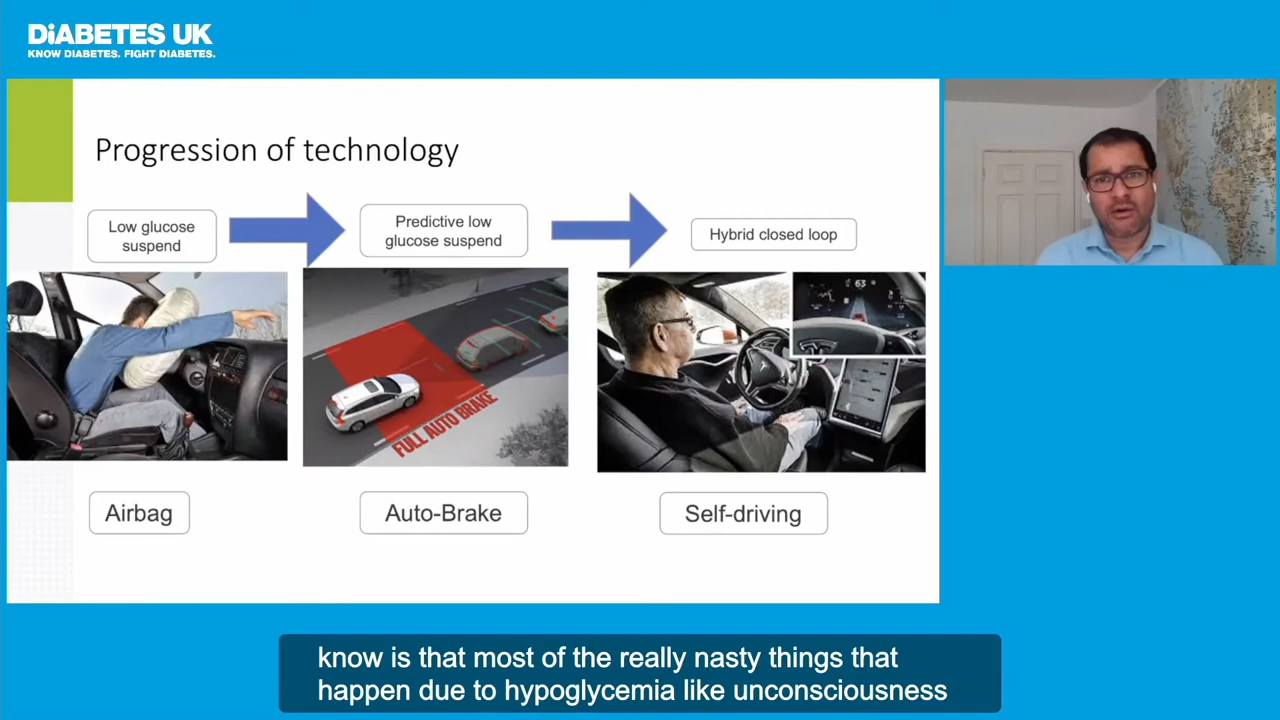 DiABETES UK
KNOW DIABETES. FIGHT DIABETES.
Progression of technology
Low glucose
suspend
Predictive low
glucose suspend
Hybrid closed loop
63
FULL AUTO BRAKE
Airbag
Auto-Brake
Self-driving
know is that most of the really nasty things that
happen due to hypoglycemia like unconsciousness